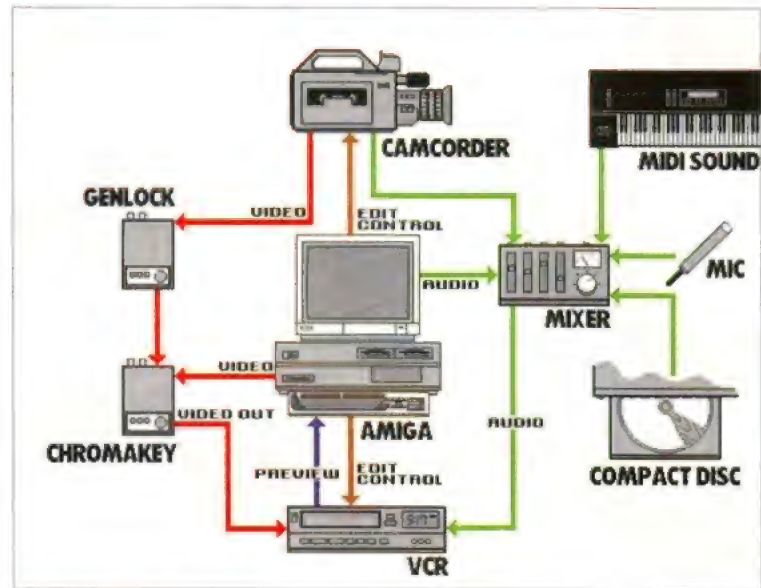 CAMCORDER
MIDI SOUND
GENLOCK
VIDEO
EDIT
CONTROL
MIC
AUDIO
MIXER
VIDEO
VIDEO OUT
AMIGA
AUDIO
CHROMAKEY
PREVIEW
EDIT
CONTROL
COMPACT DISC
VCR